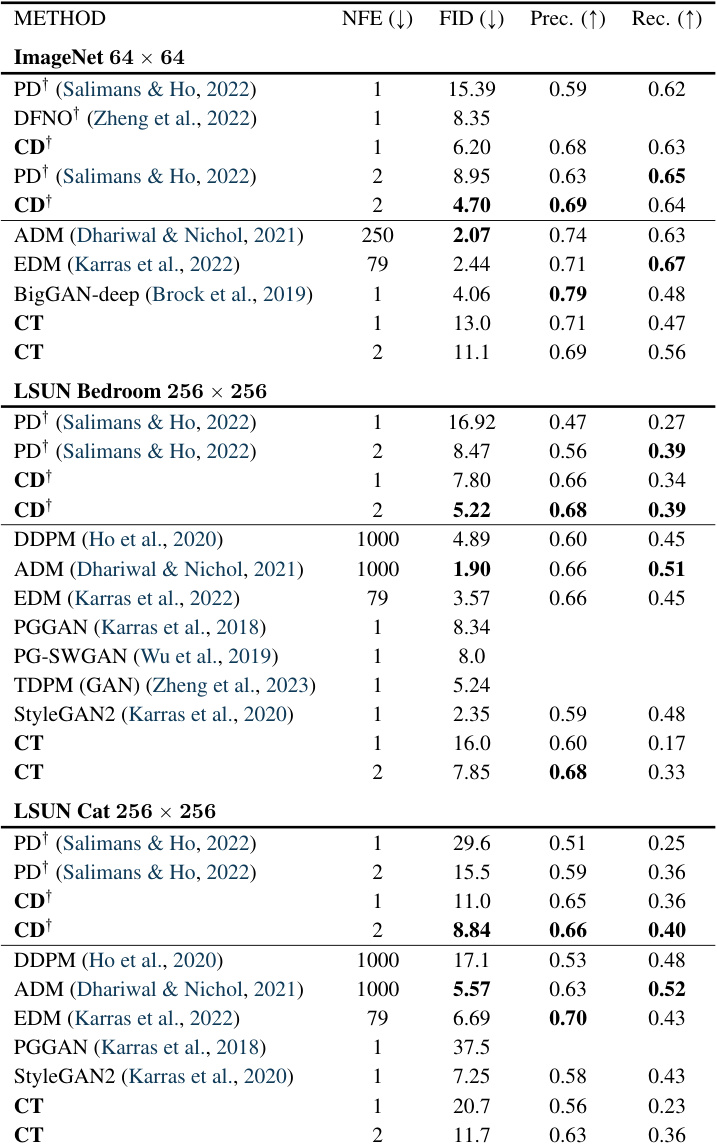 METHOD NFE (↓) FID (↓) Prec. (↑) Rec. (↑)
ImageNet 64 × 64
PD† (Salimans & Ho, 2022) 1 15.39 0.59 0.62
DFNO† (Zheng et al., 2022) 1 8.35
CD† 1 6.20 0.68 0.63
PD† (Salimans & Ho, 2022) 2 8.95 0.63 0.65
CD† 2 4.70 0.69 0.64
ADM (Dhariwal & Nichol, 2021) 250 2.07 0.74 0.63
EDM (Karras et al., 2022) 79 2.44 0.71 0.67
BigGAN-deep (Brock et al., 2019) 1 4.06 0.79 0.48
CT 1 13.0 0.71 0.47
CT 2 11.1 0.69 0.56
LSUN Bedroom 256 × 256
PD† (Salimans & Ho, 2022) 1 16.92 0.47 0.27
PD† (Salimans & Ho, 2022) 2 8.47 0.56 0.39
CD† 1 7.80 0.66 0.34
CD† 2 5.22 0.68 0.39
DDPM (Ho et al., 2020) 1000 4.89 0.60 0.45
ADM (Dhariwal & Nichol, 2021) 1000 1.90 0.66 0.51
EDM (Karras et al., 2022) 79 3.57 0.66 0.45
PGGAN (Karras et al., 2018) 1 8.34
PG-SWGAN (Wu et al., 2019) 1 8.0
TDPM (GAN) (Zheng et al., 2023) 1 5.24
StyleGAN2 (Karras et al., 2020) 1 2.35 0.59 0.48
CT 1 16.0 0.60 0.17
CT 2 7.85 0.68 0.33
LSUN Cat 256 × 256
PD† (Salimans & Ho, 2022) 1 29.6 0.51 0.25
PD† (Salimans & Ho, 2022) 2 15.5 0.59 0.36
CD† 1 11.0 0.65 0.36
CD† 2 8.84 0.66 0.40
DDPM (Ho et al., 2020) 1000 17.1 0.53 0.48
ADM (Dhariwal & Nichol, 2021) 1000 5.57 0.63 0.52
EDM (Karras et al., 2022) 79 6.69 0.70 0.43
PGGAN (Karras et al., 2018) 1 37.5
StyleGAN2 (Karras et al., 2020) 1 7.25 0.58 0.43
CT 1 20.7 0.56 0.23
CT 2 11.7 0.63 0.36